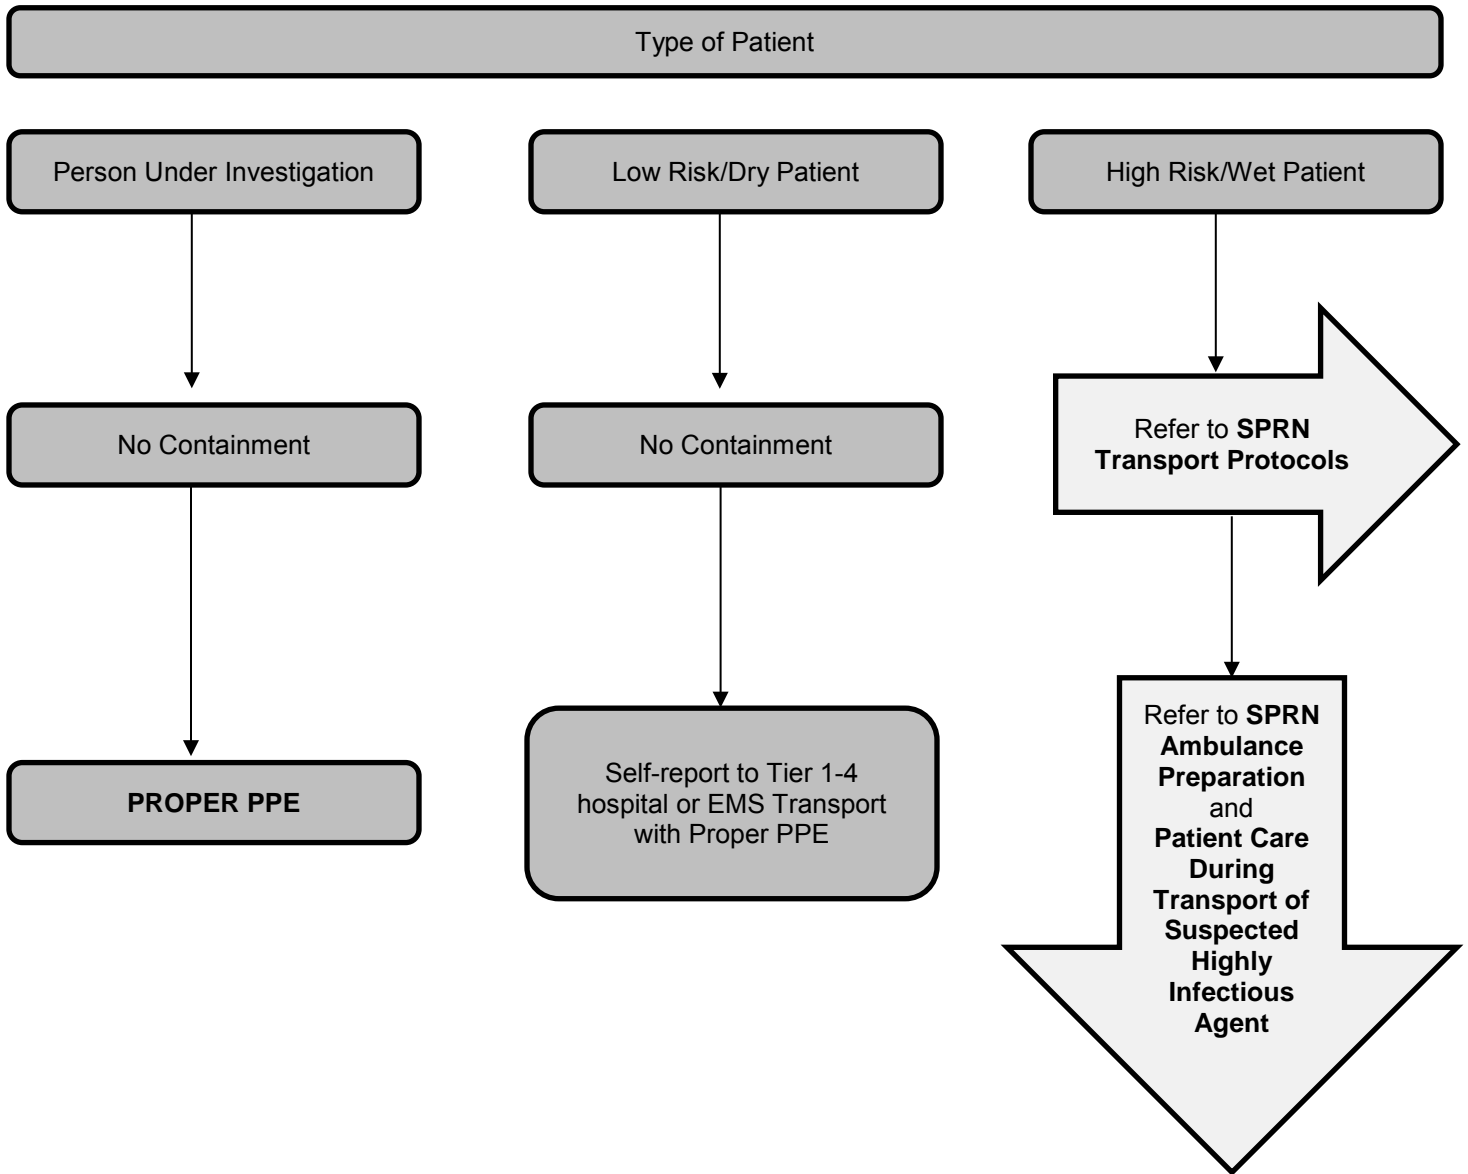 Type of Patient
Person Under Investigation
Low Risk/Dry Patient
High Risk/Wet Patient
No Containment
No Containment
Refer to SPRN
Transport Protocols
PROPER PPE
Self-report to Tier 1-4
hospital or EMS Transport
with Proper PPE
Refer to SPRN
Ambulance
Preparation
and
Patient Care
During
Transport of
Suspected
Highly
Infectious
Agent